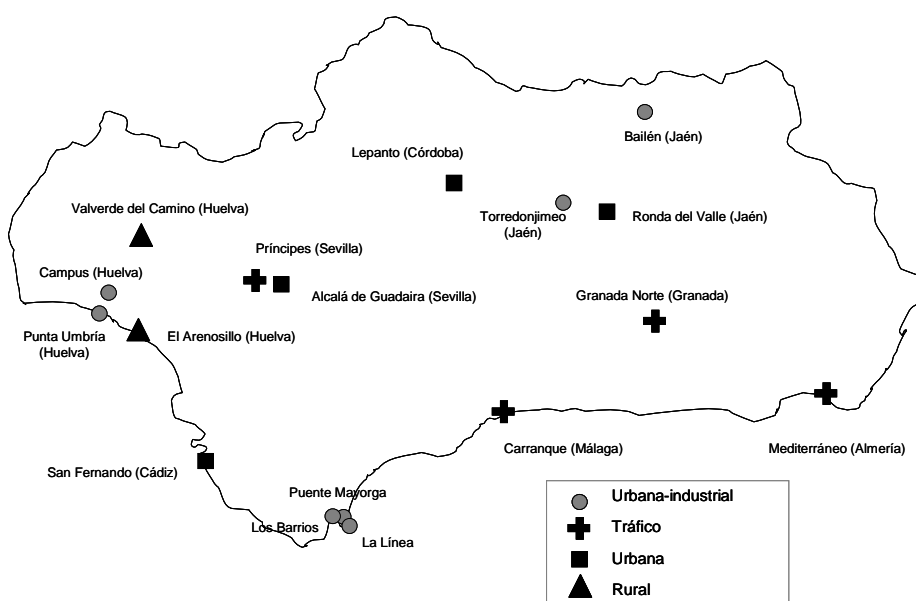 Bailén (Jaén)
Lepanto (Córdoba)
Valverde del Camino (Huelva)
Torredonjimeo
(Jaén)
Ronda del Valle (Jaén)
Príncipes (Sevilla)
Campus (Huelva)
Alcalá de Guadaira (Sevilla)
Granada Norte (Granada)
Punta Umbría
(Huelva)
El Arenosillo (Huelva)
Carranque (Málaga)
Mediterráneo (Almería)
San Fernando (Cádiz)
Puente Mayorga
Los Barrios
La Línea
Urbana-industrial
Tráfico
Urbana
Rural